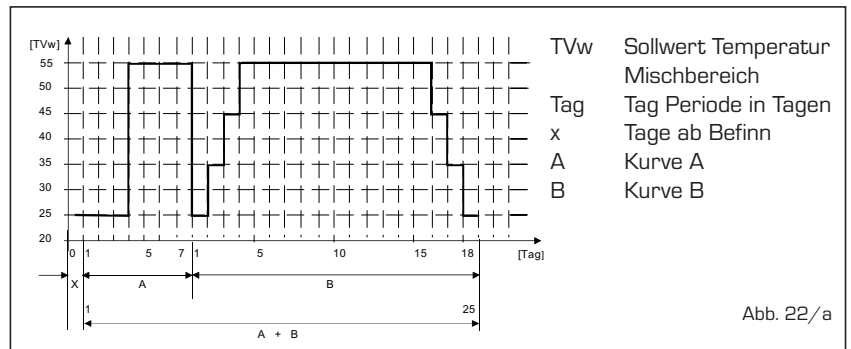 [TVw]
55
50
45
40
35
30
25
20
0 1 5 7 1 5 10 15 18 [Tag]
X A B
1 25
A + B
TVw Sollwert Temperatur
Mischbereich
Tag Tag Periode in Tagen
x Tage ab Befinn
A Kurve A
B Kurve B
Abb. 22/a